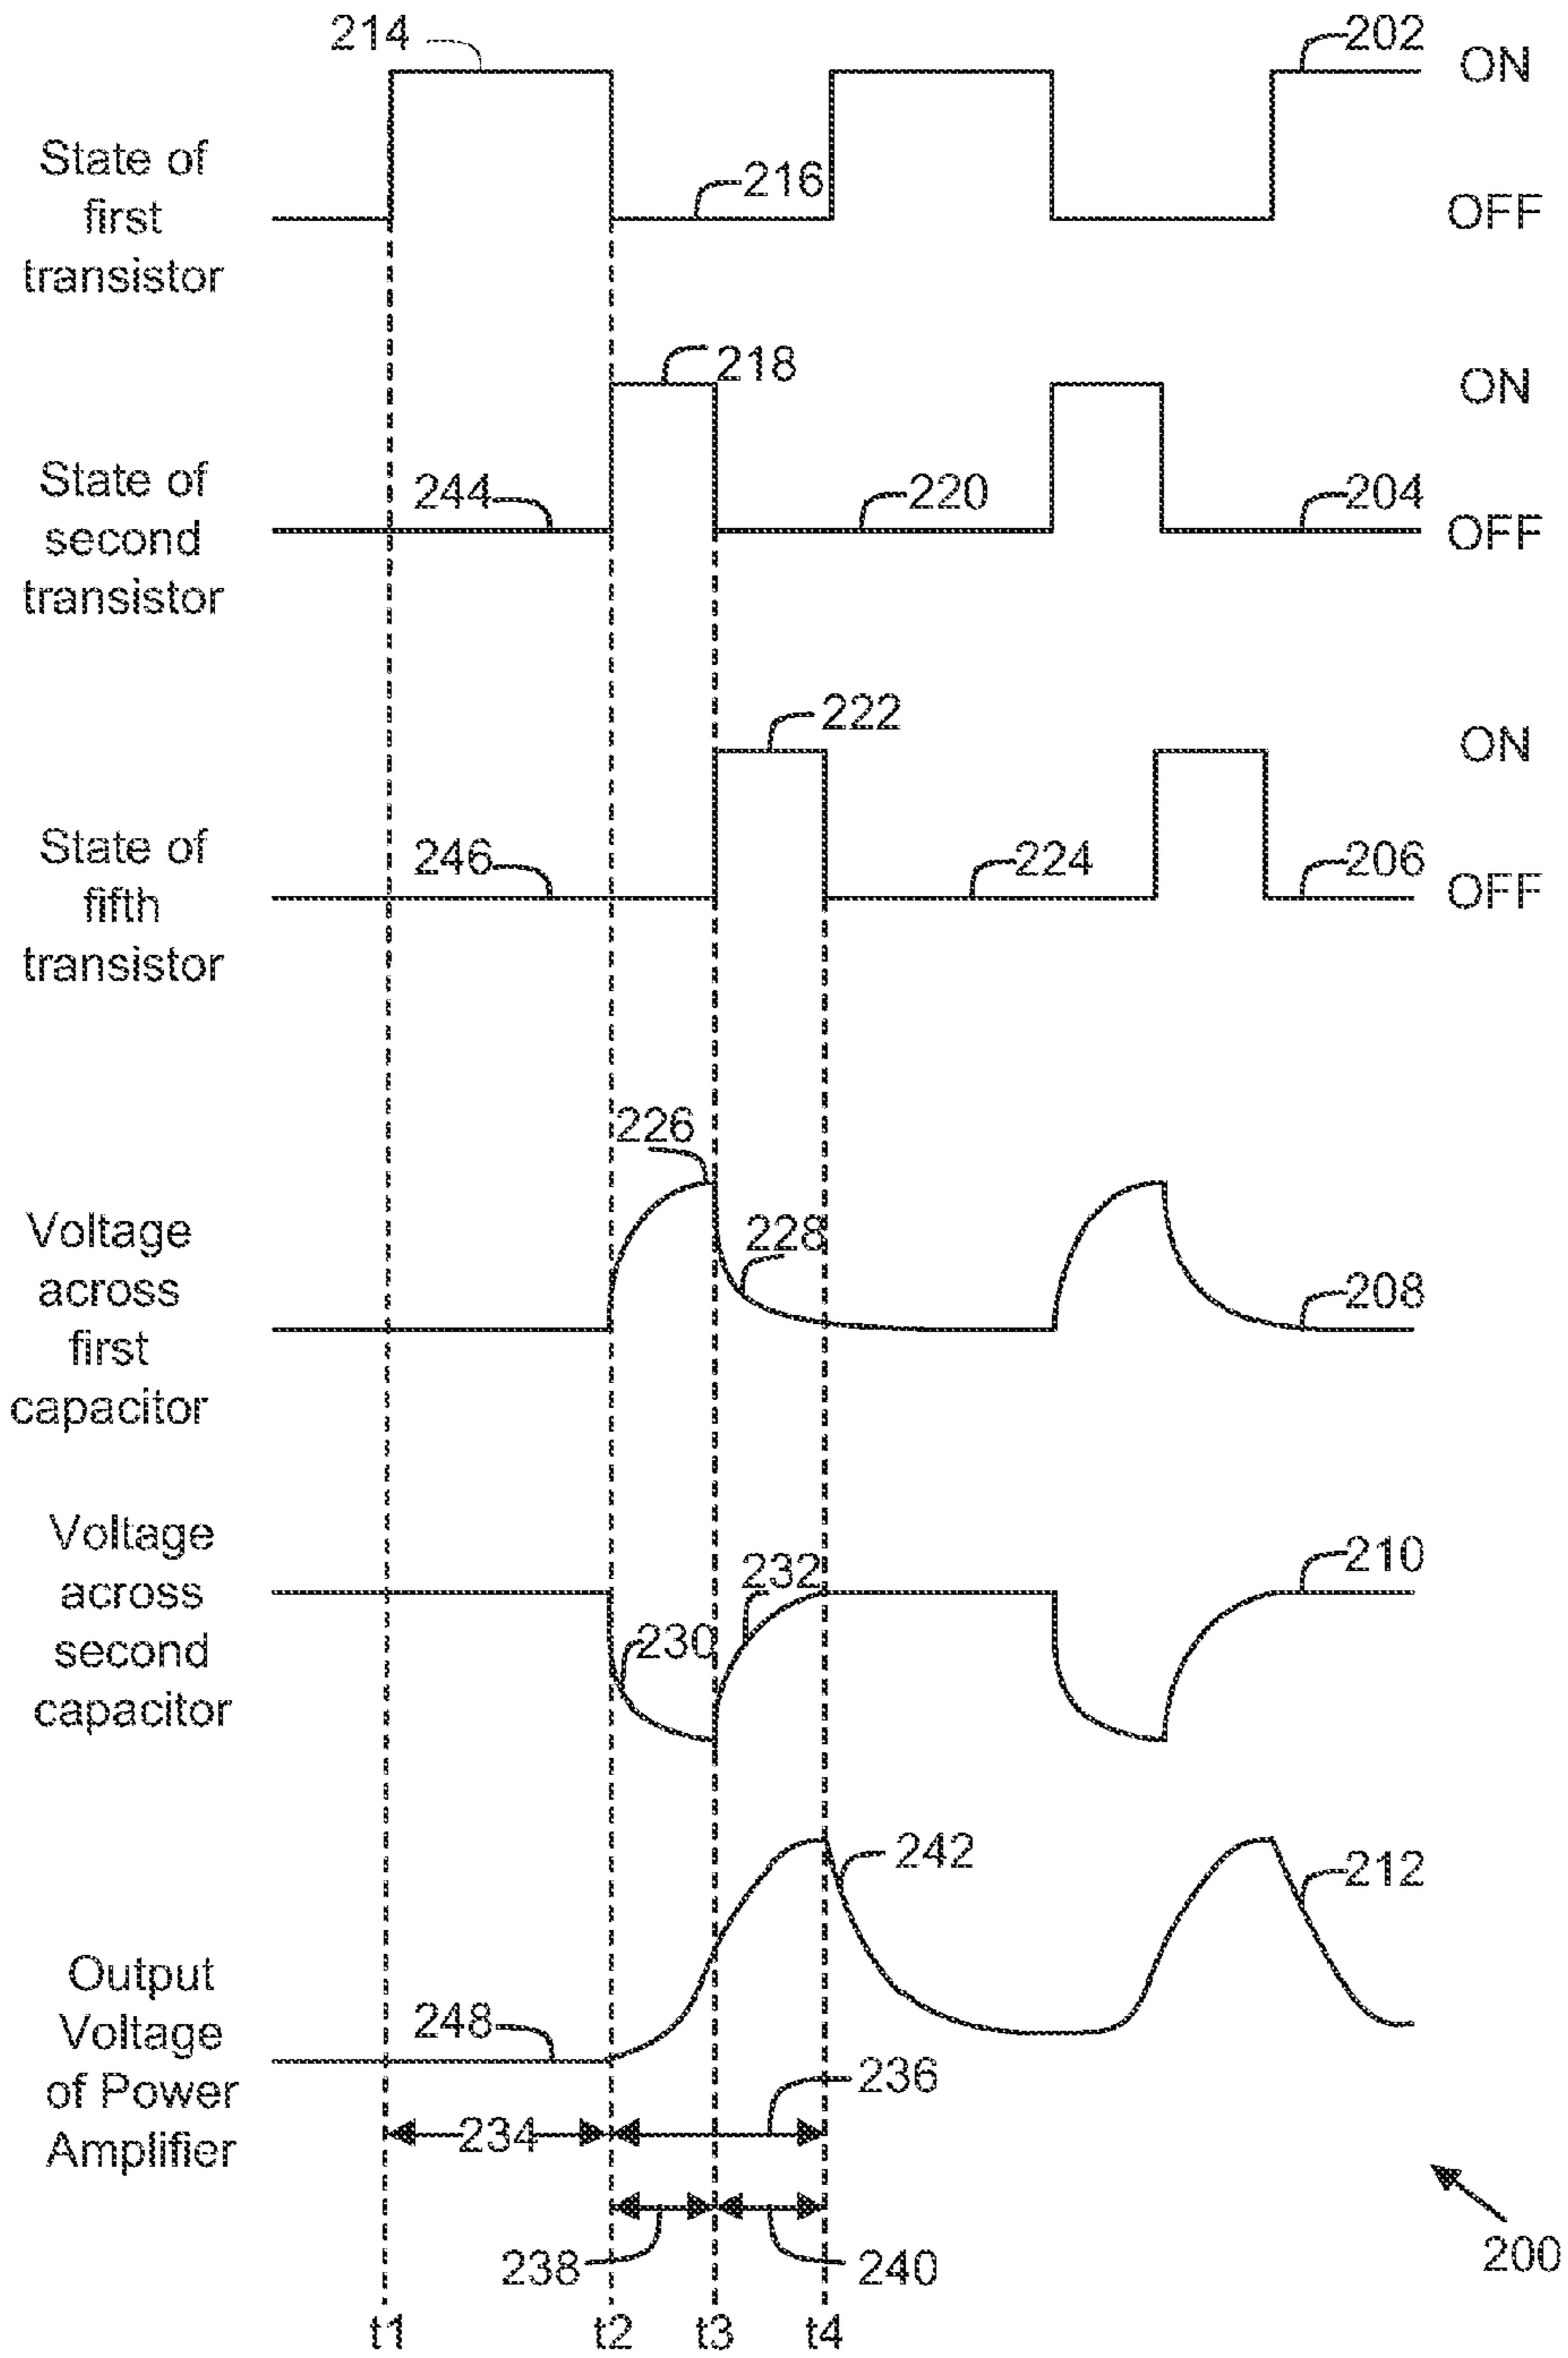 214
202
ON
State of
first
transistor
216
OFF
218
ON
State of
second
transistor
244
220
204
OFF
222
ON
State of
fifth
transistor
246
224
206
OFF
226
Voltage
across
first
capacitor
228
208
Voltage
across
second
capacitor
232
210
230
242
212
Output
Voltage
of Power
Amplifier
248
236
234
238
240
200
t1
t2
t3
t4